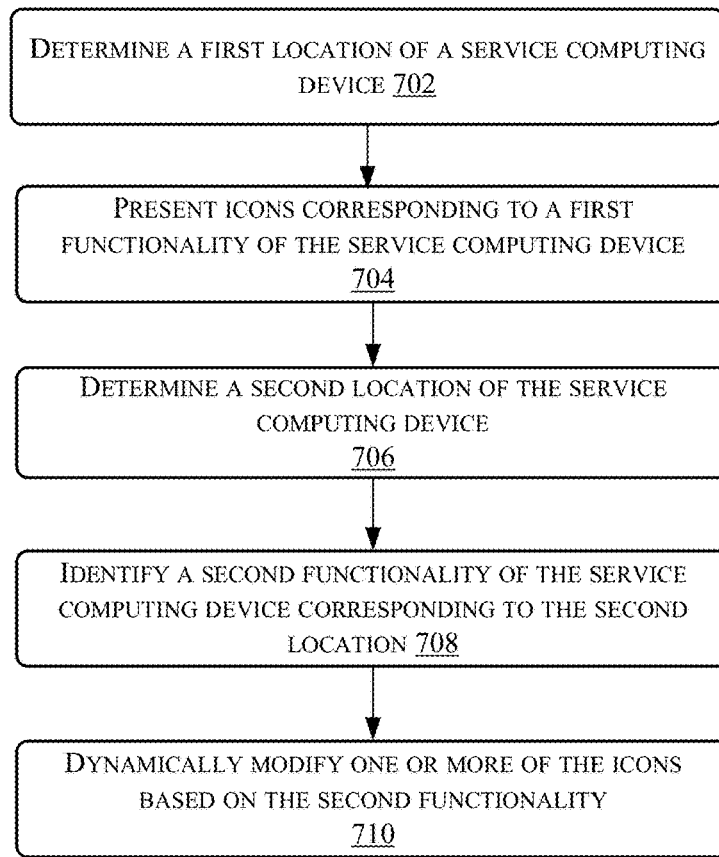 DETERMINE A FIRST LOCATION OF A SERVICE COMPUTING
DEVICE 702
PRESENT ICONS CORRESPONDING TO A FIRST
FUNCTIONALITY OF THE SERVICE COMPUTING DEVICE
704
DETERMINE A SECOND LOCATION OF THE SERVICE
COMPUTING DEVICE
706
IDENTIFY A SECOND FUNCTIONALITY OF THE SERVICE
COMPUTING DEVICE CORRESPONDING TO THE SECOND
LOCATION 708
DYNAMICALLY MODIFY ONE OR MORE OF THE ICONS
BASED ON THE SECOND FUNCTIONALITY
710